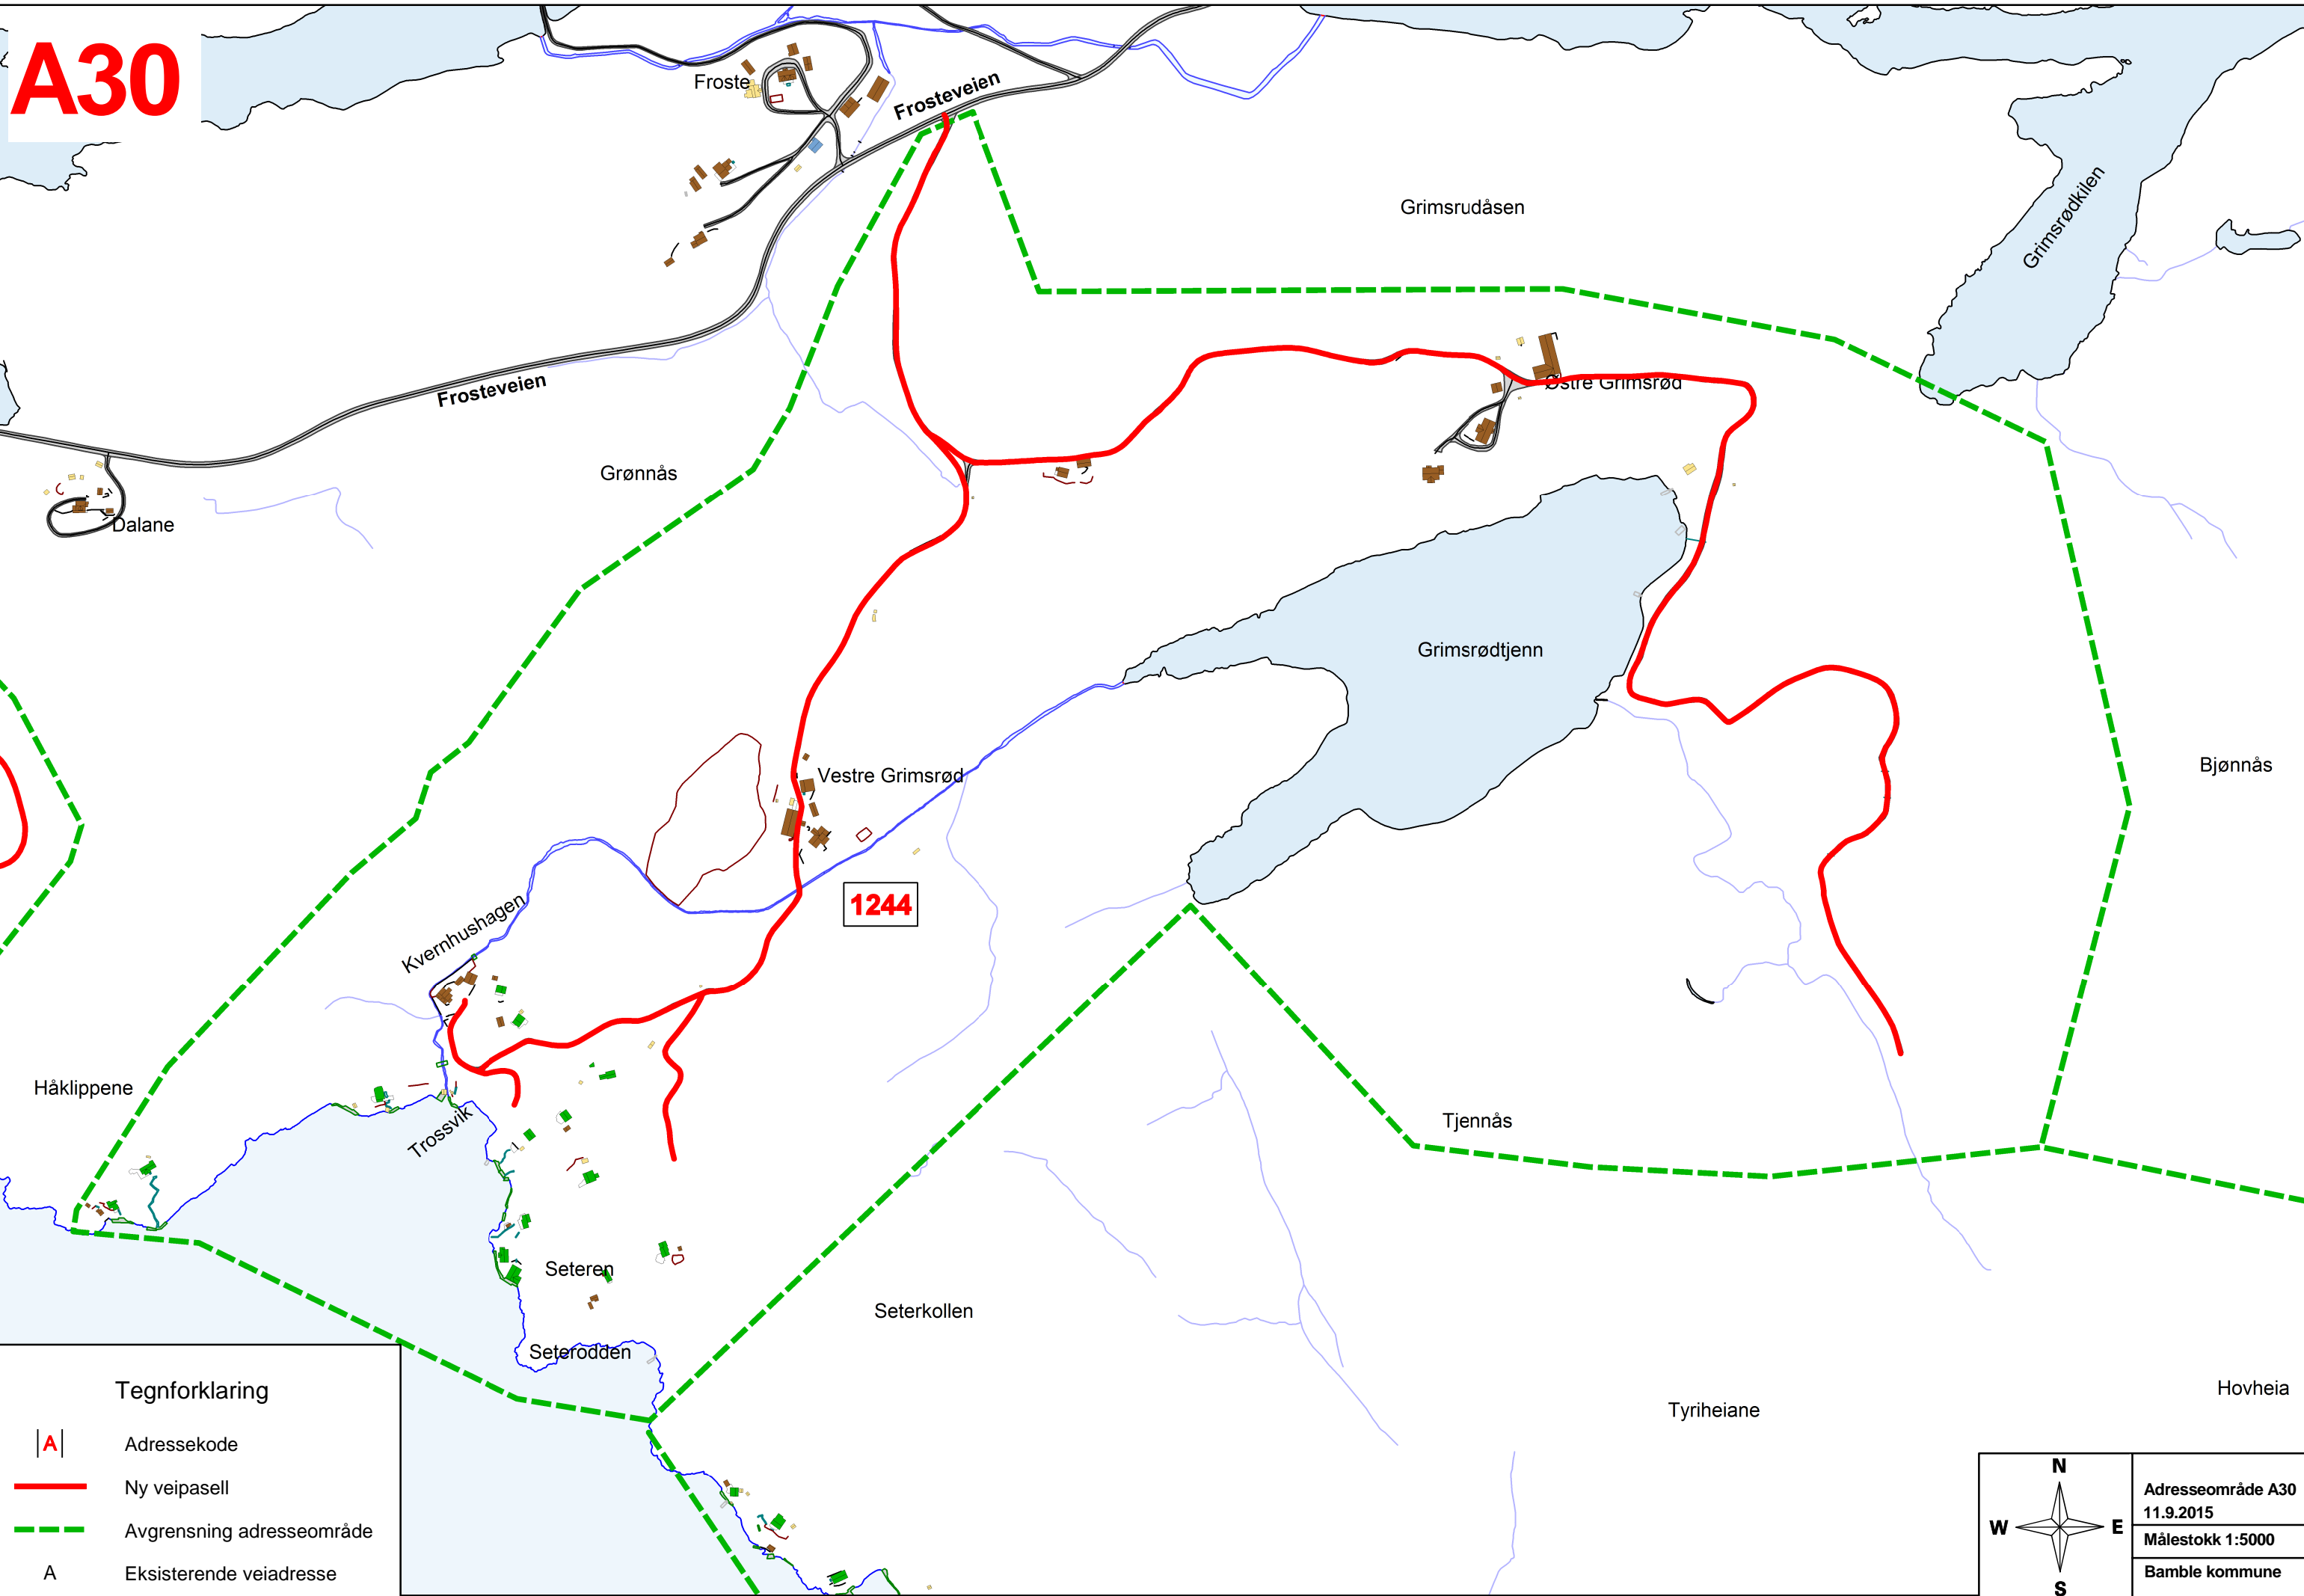 A30
Froste
Frosteveien
Grimsrudåsen
Grimsrødkilen
Frosteveien
Østre Grimsrød
Grønnås
Dalane
Grimsrødtjenn
Vestre Grimsrød
Bjønnås
1244
Kvernhushagen
Håklippene
Trossvik
Tjennås
Seteren
Seterkollen
Seterodden
Hovheia
Tyriheiane
Tegnforklaring
A Adressekode
Ny veipasell
Avgrensning adresseområde
A Eksisterende veiadresse
N
W E
S
Adresseområde A30
11.9.2015
Målestokk 1:5000
Bamble kommune